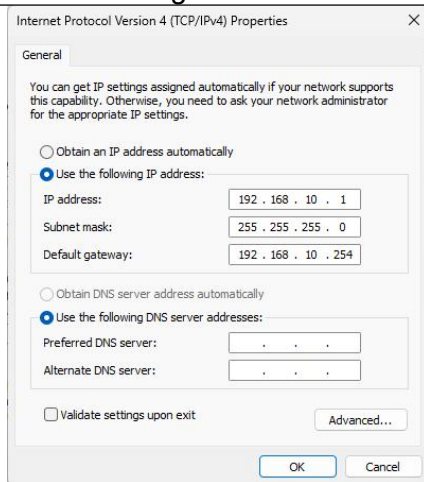 Internet Protocol Version 4 (TCP/IPv4) Properties
General
You can get IP settings assigned automatically if your network supports
this capability. Otherwise, you need to ask your network administrator
for the appropriate IP settings.
Obtain an IP address automatically
Use the following IP address:
IP address: 192 . 168 . 10 . 1
Subnet mask: 255 . 255 . 255 . 0
Default gateway: 192 . 168 . 10 . 254
Obtain DNS server address automatically
Use the following DNS server addresses:
Preferred DNS server: . . .
Alternate DNS server: . . .
Validate settings upon exit
Advanced...
OK Cancel